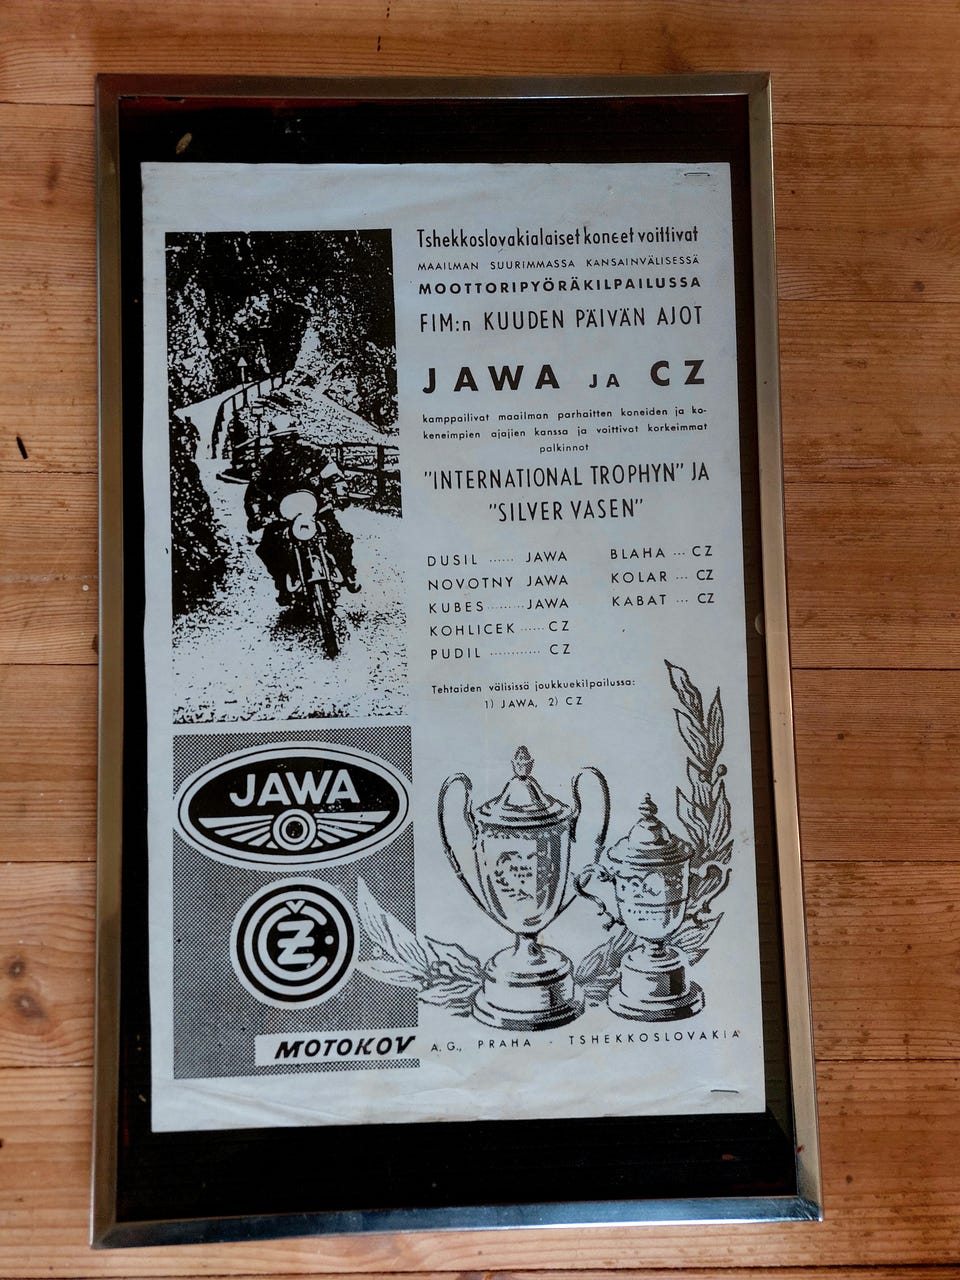 Tshekkoslovakialaiset koneet voittivat
MAAILMAN SUURIMMASSA KANSAINVÄLISESSÄ
MOOTTORIPYÖRÄKILPAILUSSA
FIM:n KUUDEN PÄIVÄN AJOT
JAWA JA CZ
kamppailivat maailman parhaitten koneiden ja ko-
keneimpien ajajien kanssa ja voittivat korkeimmat
palkinnot
"INTERNATIONAL TROPHYN" JA
"SILVER VASEN"
DUSIL ...... JAWA
NOVOTNY JAWA
KUBES ......... JAWA
KOHLICEK ...... CZ
PUDIL ............ CZ
BLAHA ... CZ
KOLAR ... CZ
KABAT ... CZ
Tehtaiden välisissä joukkuekilpailussa:
1) JAWA, 2) CZ
JAWA
ČZ
MOTOKOV A. G., PRAHA - TSHEKKOSLOVAKIA